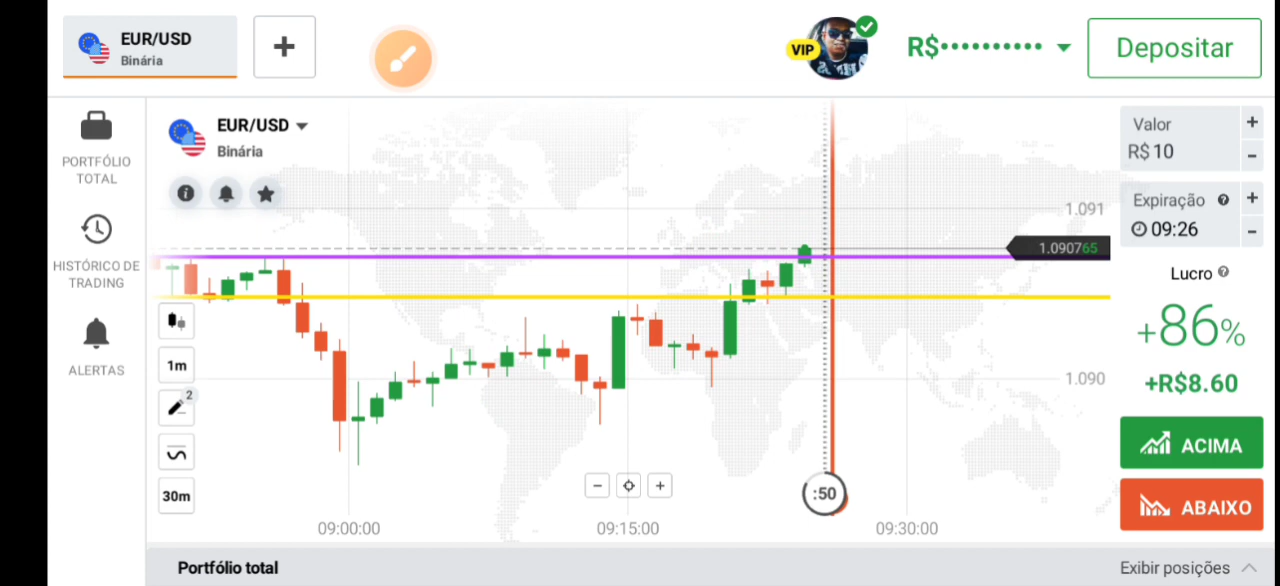 EUR/USD
Binária
+
VIP
R$••••••••••
Depositar
PORTFÓLIO
TOTAL
HISTÓRICO DE
TRADING
ALERTAS
EUR/USD
Binária
1m
2
30m
1.091
1.090765
1.090
:50
09:00:00
09:15:00
09:30:00
Valor
R$ 10
+
-
Expiração
09:26
+
-
Lucro
+86%
+R$8.60
ACIMA
ABAIXO
Portfólio total
Exibir posições